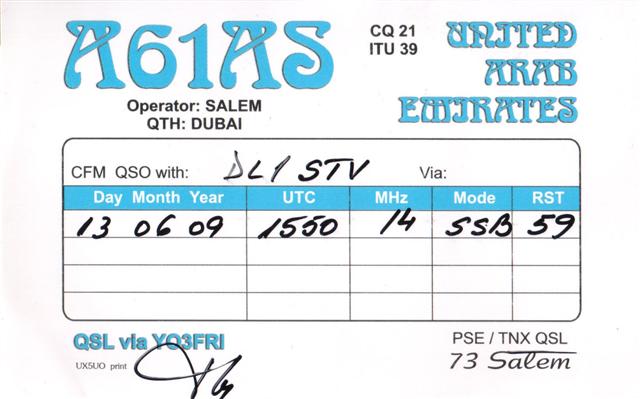 A61AS
CQ 21
ITU 39
UNITED
ARAB
EMIRATES
Operator: SALEM
QTH: DUBAI
CFM QSO with: DL1STV Via:
Day Month Year UTC MHz Mode RST
13 06 09 1550 14 SSB 59
QSL via YO3FRI
UX5UO print
PSE / TNX QSL
73 Salem